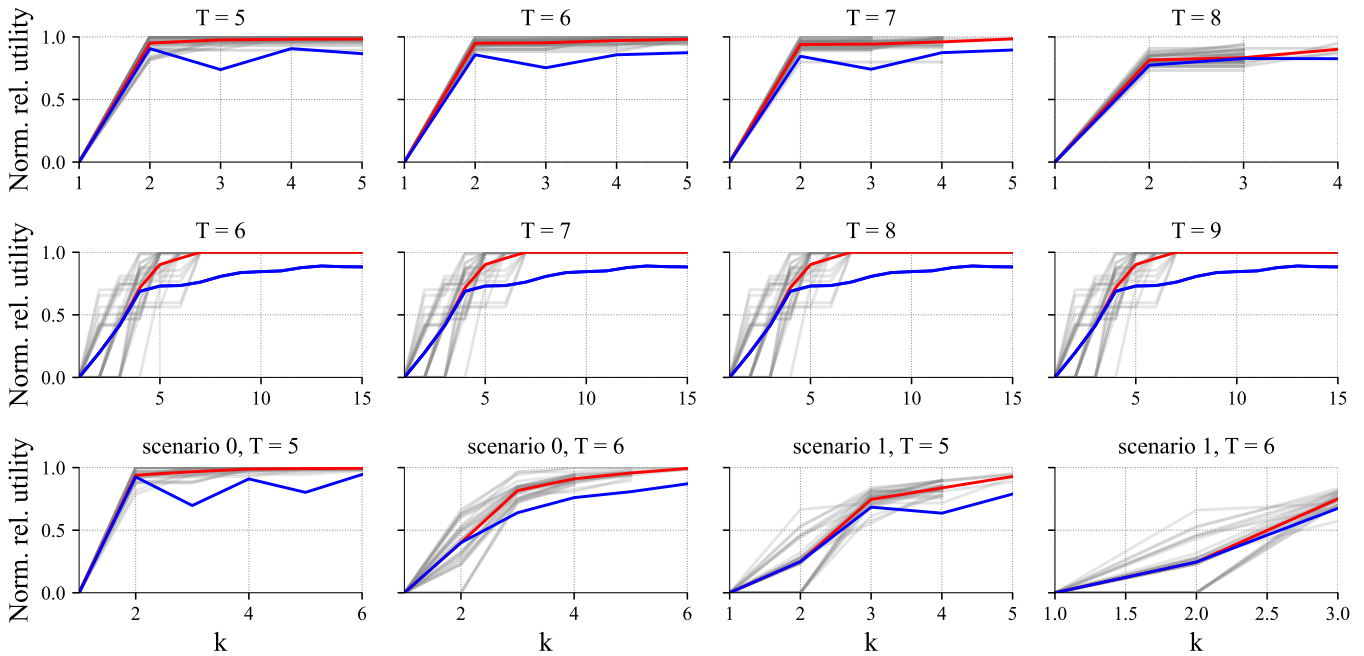 T = 5
T = 6
T = 7
T = 8
Norm. rel. utility
1.0
0.5
0.0
1 2 3 4 5
1 2 3 4 5
1 2 3 4 5
1 2 3 4
T = 6
T = 7
T = 8
T = 9
Norm. rel. utility
1.0
0.5
0.0
5 10 15
5 10 15
5 10 15
5 10 15
scenario 0, T = 5
scenario 0, T = 6
scenario 1, T = 5
scenario 1, T = 6
Norm. rel. utility
1.0
0.5
0.0
2 4 6
2 4 6
1 2 3 4 5
1.0 1.5 2.0 2.5 3.0
k
k
k
k